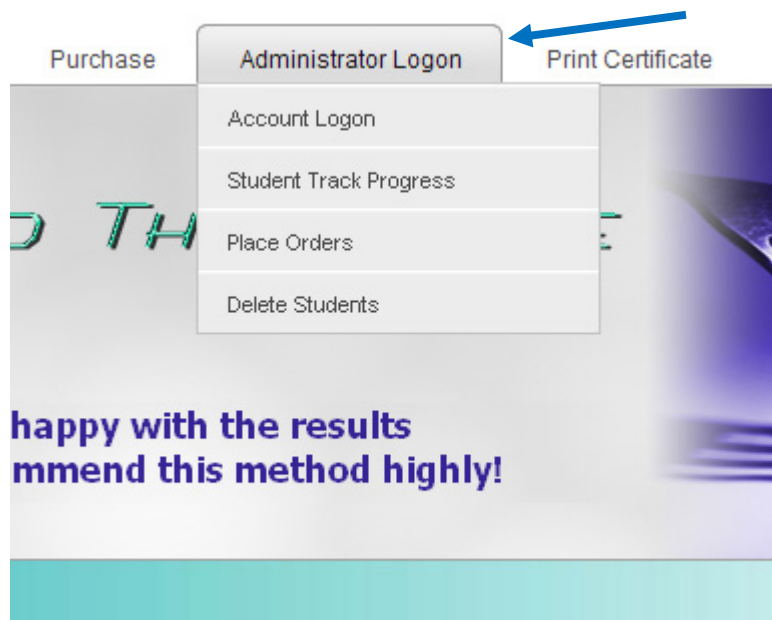 Purchase Administrator Logon Print Certificate
Account Logon
Student Track Progress
Place Orders
Delete Students
happy with the results
mmend this method highly!